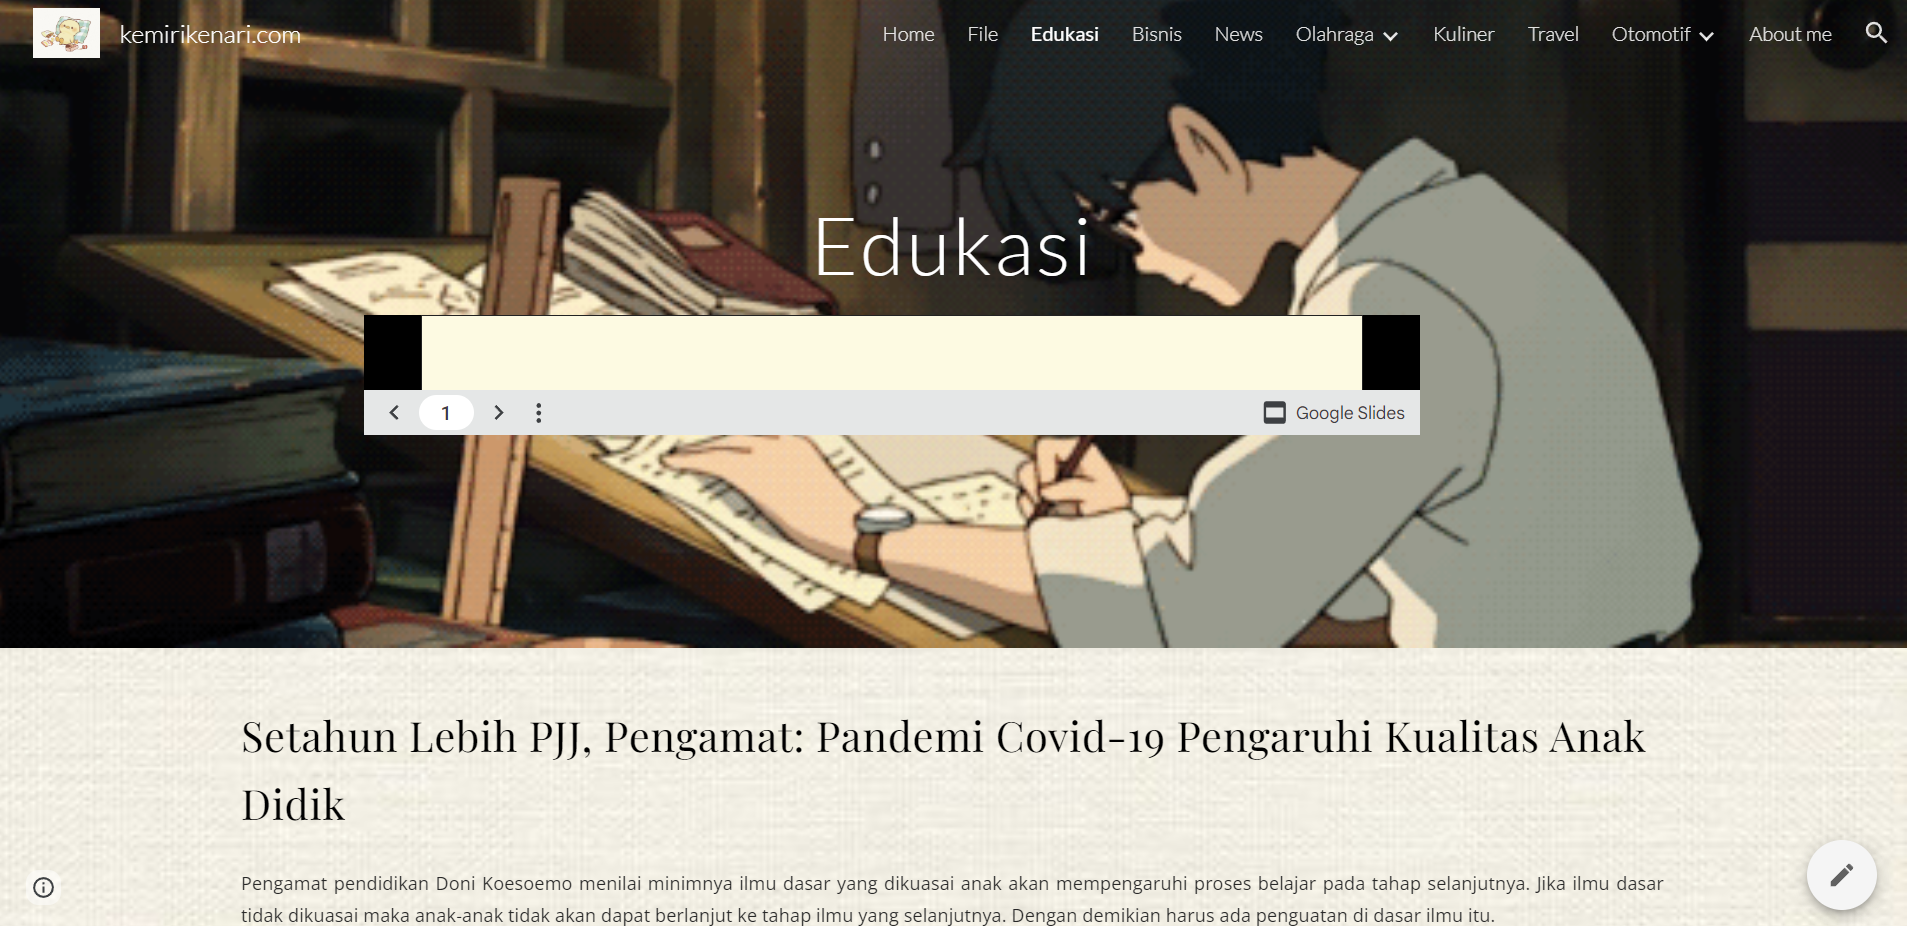 kemirikenari.com
Home File Edukasi Bisnis News Olahraga Kuliner Travel Otomotif About me
Edukasi
1 Google Slides
Setahun Lebih PJJ, Pengamat: Pandemi Covid-19 Pengaruhi Kualitas Anak
Didik
Pengamat pendidikan Doni Koesoemo menilai minimnya ilmu dasar yang dikuasai anak akan mempengaruhi proses belajar pada tahap selanjutnya. Jika ilmu dasar
tidak dikuasai maka anak-anak tidak akan dapat berlanjut ke tahap ilmu yang selanjutnya. Dengan demikian harus ada penguatan di dasar ilmu itu.